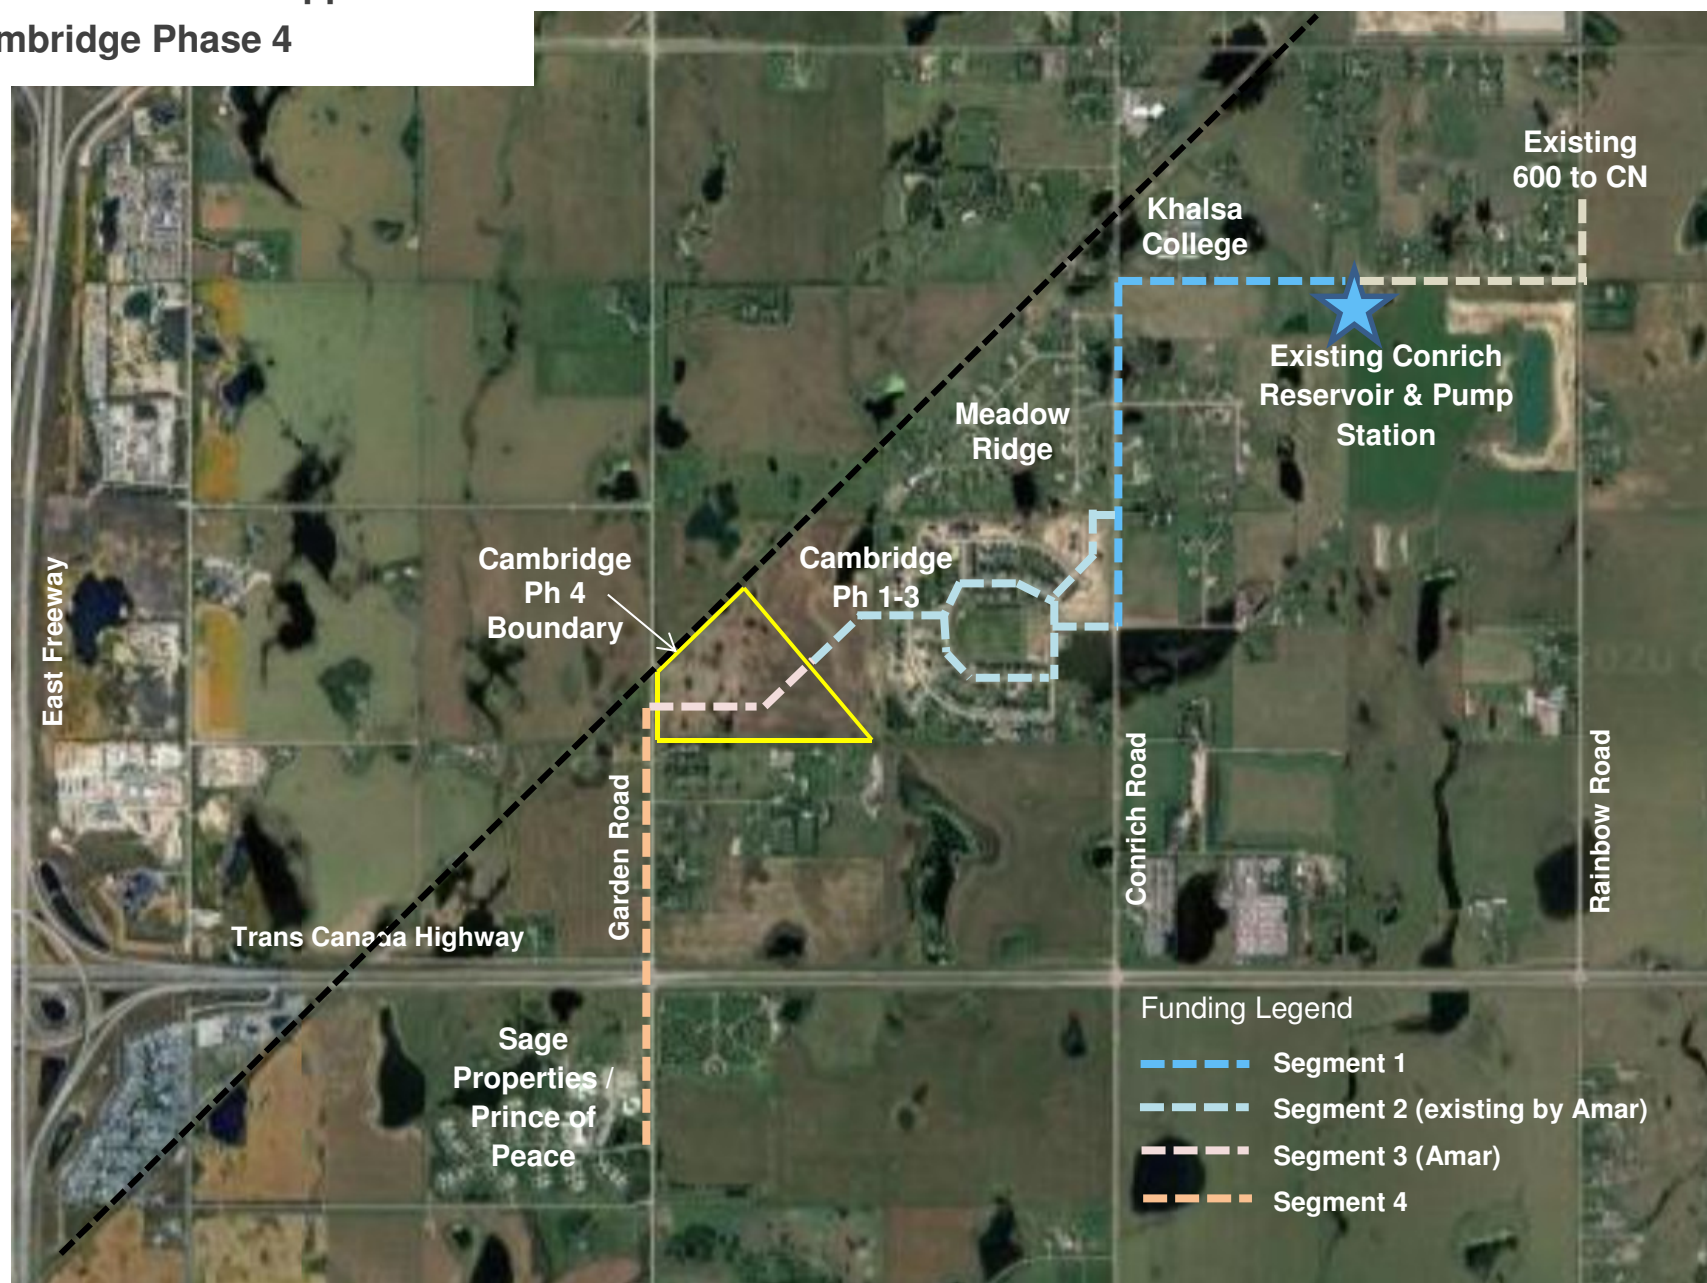 mbridge Phase 4
Existing
600 to CN
Khalsa
College
Existing Conrich
Reservoir & Pump
Station
Meadow
Ridge
Cambridge
Ph 4
Boundary
Cambridge
Ph 1-3
East Freeway
Garden Road
Conrich Road
Rainbow Road
Trans Canada Highway
Sage
Properties /
Prince of
Peace
Funding Legend
Segment 1
Segment 2 (existing by Amar)
Segment 3 (Amar)
Segment 4